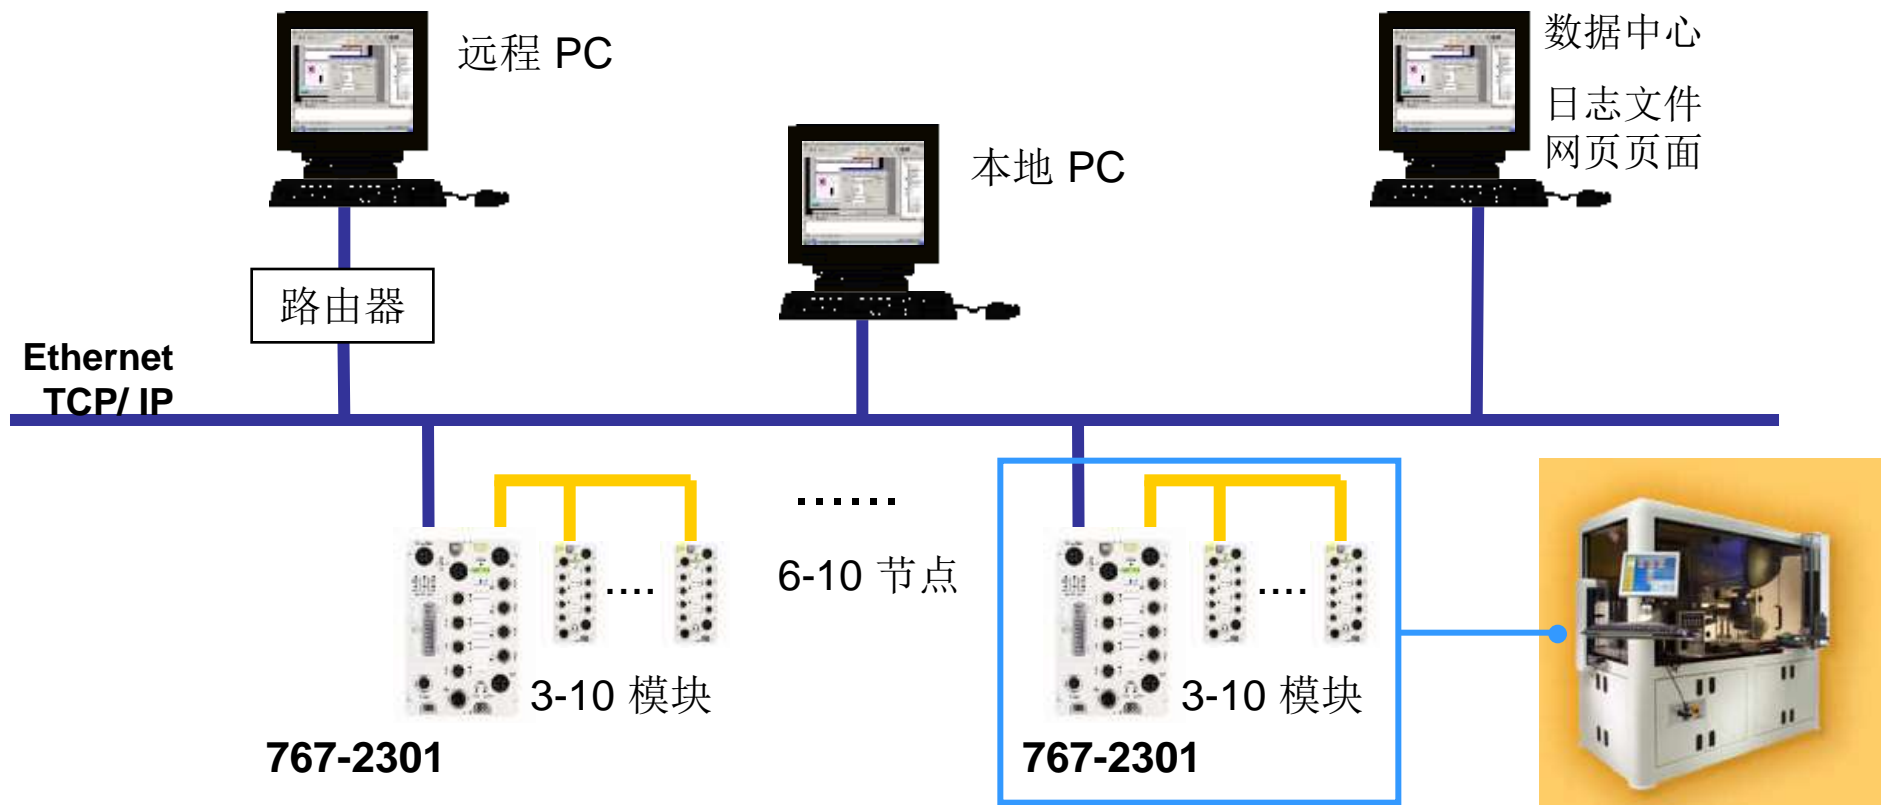 远程 PC
数据中心
日志文件
网页页面
本地 PC
路由器
Ethernet
TCP/ IP
......
6-10 节点
....
....
3-10 模块
3-10 模块
767-2301
767-2301